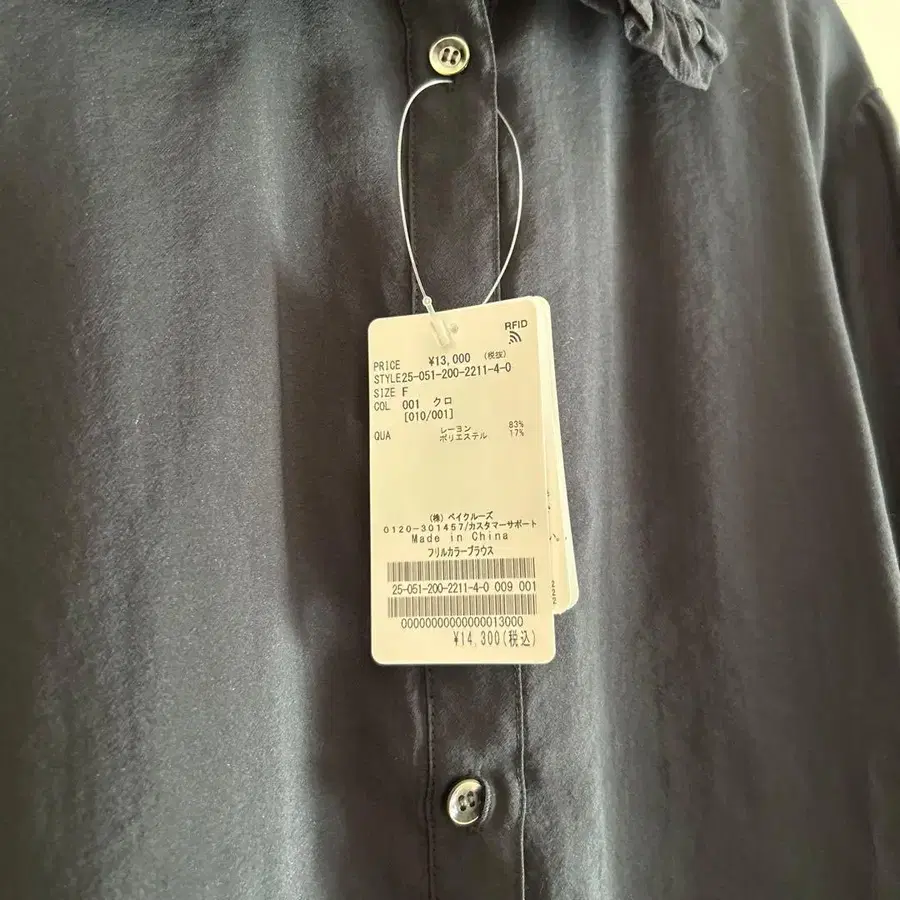 RFID
PRICE ¥13,000 (税抜)
STYLE25-051-200-2211-4-0
SIZE F
COL 001 クロ
[010/001]
QUA レーヨン 83%
ポリエステル 17%
(株) ベイクルーズ
0120-301457/カスタマーサポート
Made in China
フリルカラーブラウス
25-051-200-2211-4-0 009 001
00000000000000013000
¥14,300(税込)